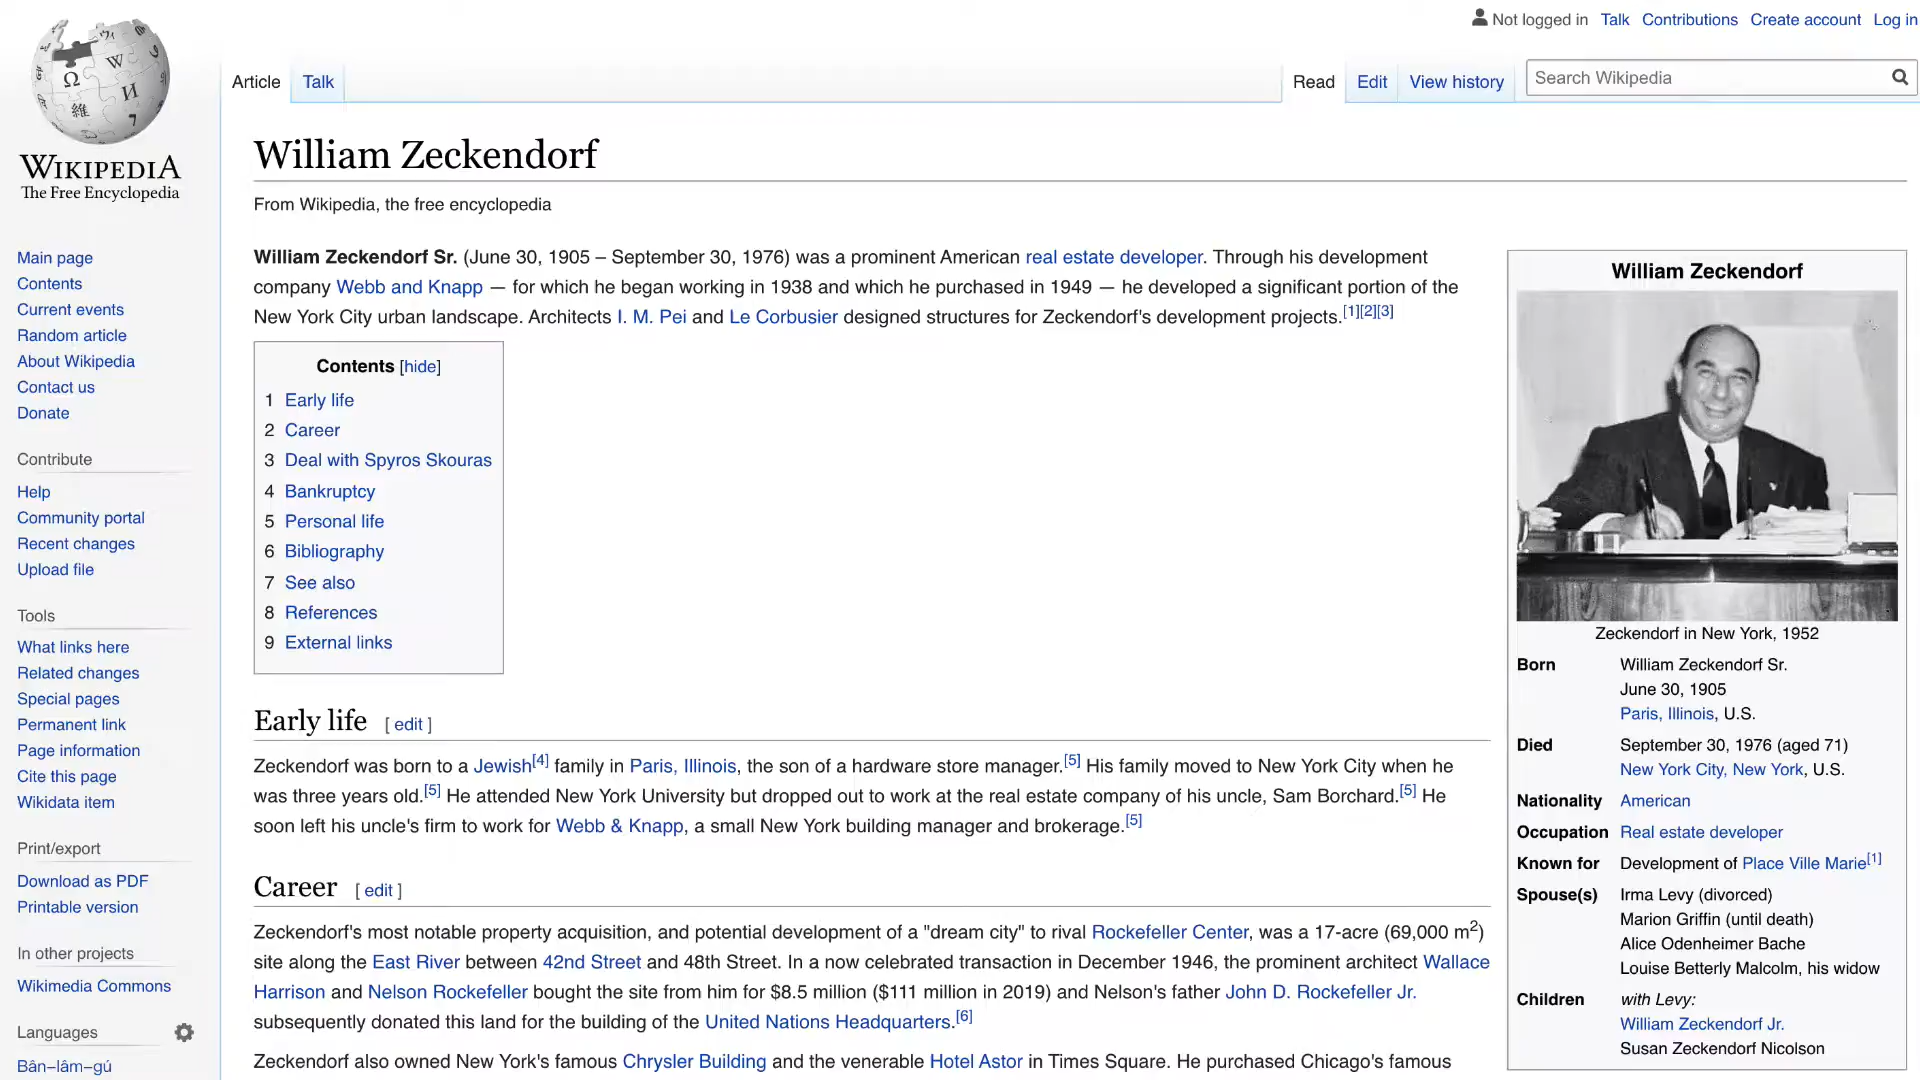 Not logged in Talk Contributions Create account Log in
Article Talk Read Edit View history Search Wikipedia
WIKIPEDIA
The Free Encyclopedia
Main page
Contents
Current events
Random article
About Wikipedia
Contact us
Donate
Contribute
Help
Community portal
Recent changes
Upload file
Tools
What links here
Related changes
Special pages
Permanent link
Page information
Cite this page
Wikidata item
Print/export
Download as PDF
Printable version
In other projects
Wikimedia Commons
Languages
Bân-lâm-gú
William Zeckendorf
From Wikipedia, the free encyclopedia
William Zeckendorf Sr. (June 30, 1905 – September 30, 1976) was a prominent American real estate developer. Through his development
company Webb and Knapp — for which he began working in 1938 and which he purchased in 1949 — he developed a significant portion of the
New York City urban landscape. Architects I. M. Pei and Le Corbusier designed structures for Zeckendorf's development projects.[1][2][3]
Contents [hide]
1 Early life
2 Career
3 Deal with Spyros Skouras
4 Bankruptcy
5 Personal life
6 Bibliography
7 See also
8 References
9 External links
Early life [ edit ]
Zeckendorf was born to a Jewish[4] family in Paris, Illinois, the son of a hardware store manager.[5] His family moved to New York City when he
was three years old.[5] He attended New York University but dropped out to work at the real estate company of his uncle, Sam Borchard.[5] He
soon left his uncle's firm to work for Webb & Knapp, a small New York building manager and brokerage.[5]
Career [ edit ]
Zeckendorf's most notable property acquisition, and potential development of a "dream city" to rival Rockefeller Center, was a 17-acre (69,000 m2)
site along the East River between 42nd Street and 48th Street. In a now celebrated transaction in December 1946, the prominent architect Wallace
Harrison and Nelson Rockefeller bought the site from him for $8.5 million ($111 million in 2019) and Nelson's father John D. Rockefeller Jr.
subsequently donated this land for the building of the United Nations Headquarters.[6]
Zeckendorf also owned New York's famous Chrysler Building and the venerable Hotel Astor in Times Square. He purchased Chicago's famous
William Zeckendorf
Zeckendorf in New York, 1952
Born William Zeckendorf Sr.
June 30, 1905
Paris, Illinois, U.S.
Died September 30, 1976 (aged 71)
New York City, New York, U.S.
Nationality American
Occupation Real estate developer
Known for Development of Place Ville Marie[1]
Spouse(s) Irma Levy (divorced)
Marion Griffin (until death)
Alice Odenheimer Bache
Louise Betterly Malcolm, his widow
Children with Levy:
William Zeckendorf Jr.
Susan Zeckendorf Nicolson